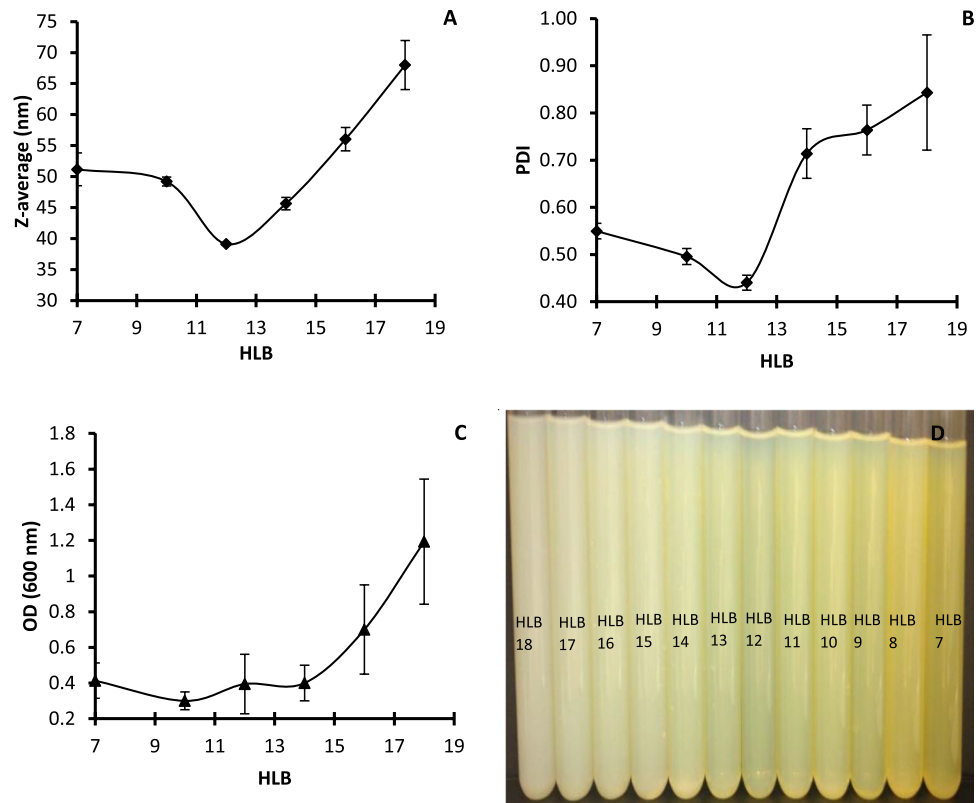 A
75
70
65
60
55
50
45
40
35
30
Z-average (nm)
7 9 11 13 15 17 19
HLB
B
1.00
0.90
0.80
0.70
0.60
0.50
0.40
PDI
7 9 11 13 15 17 19
HLB
C
1.8
1.6
1.4
1.2
1
0.8
0.6
0.4
0.2
OD (600 nm)
7 9 11 13 15 17 19
HLB
D
HLB HLB HLB HLB HLB HLB HLB HLB HLB HLB HLB HLB
18 17 16 15 14 13 12 11 10 9 8 7